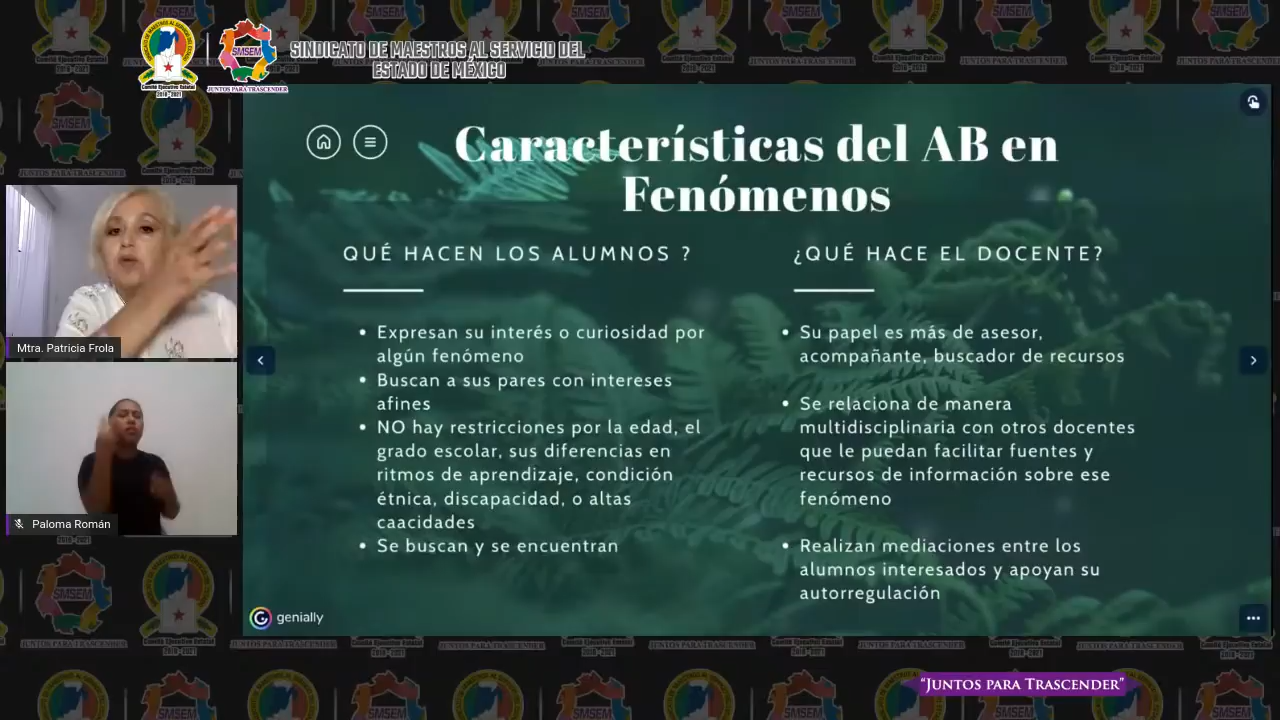 SINDICATO DE MAESTROS AL SERVICIO DEL
ESTADO DE MÉXICO
SMSEM
Comité Ejecutivo Estatal
2018 - 2021
JUNTOS PARA TRASCENDER
Características del AB en
Fenómenos
QUÉ HACEN LOS ALUMNOS ?
Expresan su interés o curiosidad por
algún fenómeno
Buscan a sus pares con intereses
afines
NO hay restricciones por la edad, el
grado escolar, sus diferencias en
ritmos de aprendizaje, condición
étnica, discapacidad, o altas
caacidades
Se buscan y se encuentran
¿QUÉ HACE EL DOCENTE?
Su papel es más de asesor,
acompañante, buscador de recursos
Se relaciona de manera
multidisciplinaria con otros docentes
que le puedan facilitar fuentes y
recursos de información sobre ese
fenómeno
Realizan mediaciones entre los
alumnos interesados y apoyan su
autorregulación
Mtra. Patricia Frola
Paloma Román
genially
“JUNTOS PARA TRASCENDER”